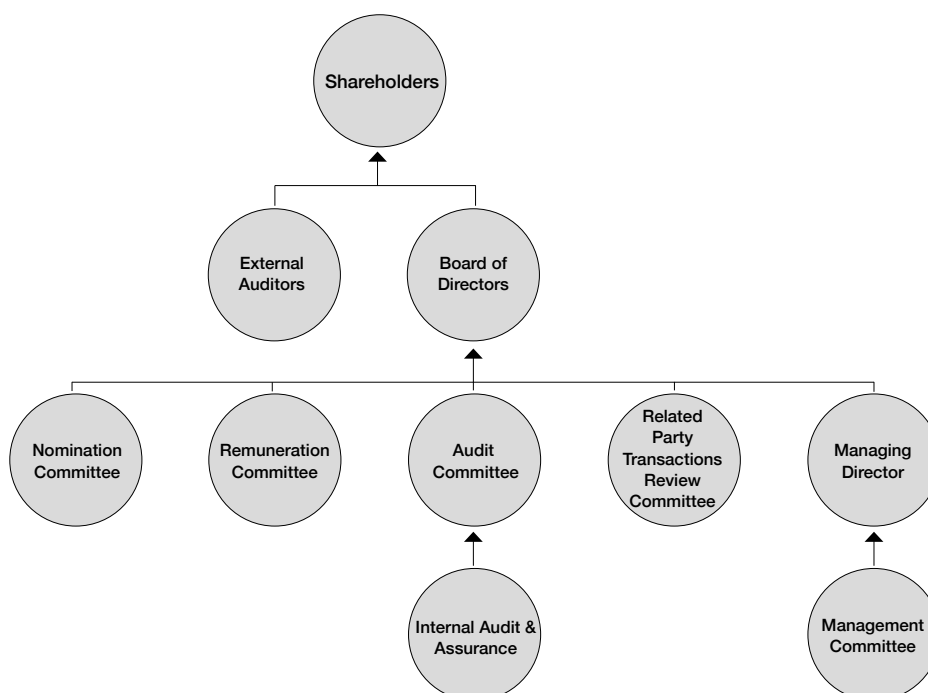 Shareholders
External
Auditors
Board of
Directors
Nomination
Committee
Remuneration
Committee
Audit
Committee
Related
Party
Transactions
Review
Committee
Managing
Director
Internal Audit &
Assurance
Management
Committee